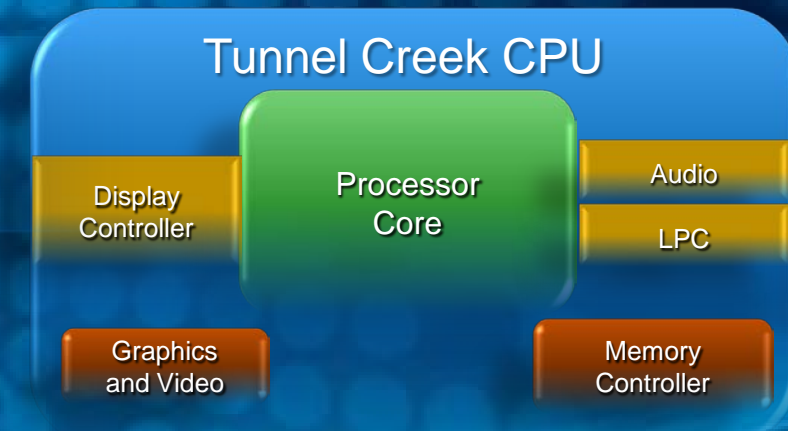 Tunnel Creek CPU
Display
Controller
Processor
Core
Audio
LPC
Graphics
and Video
Memory
Controller